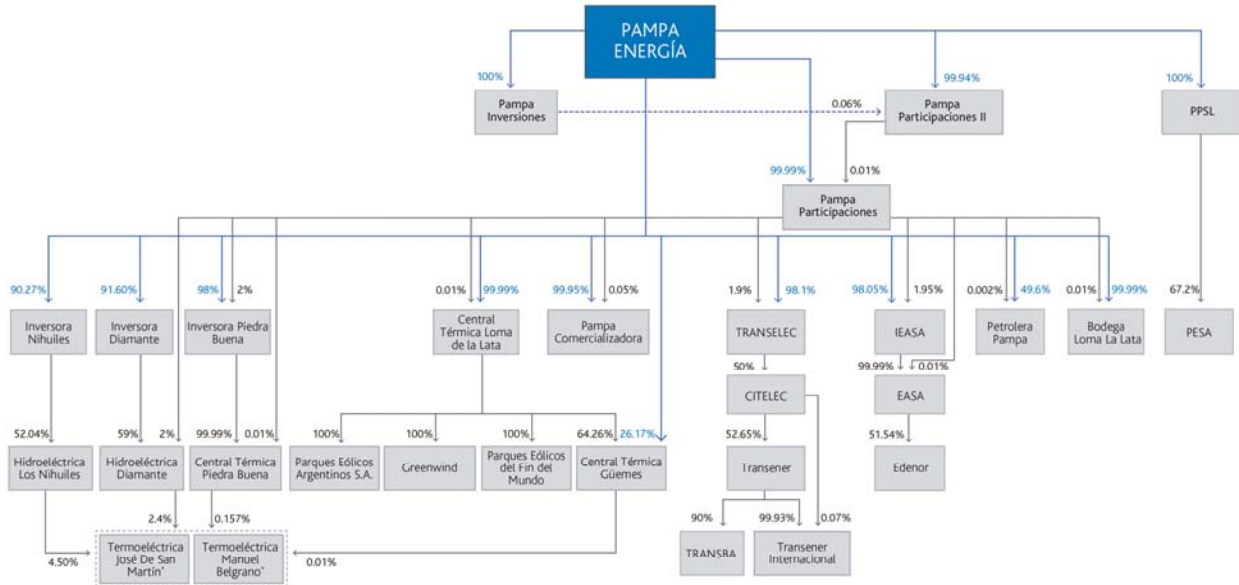 PAMPA
ENERGÍA
100%
99.94%
100%
Pampa
Inversiones
0.06%
Pampa
Participaciones II
PPSL
99.99%
0.01%
Pampa
Participaciones
90.27%
91.60%
98%
2%
0.01%
99.99%
99.95%
0.05%
1.9%
98.1%
98.05%
1.95%
0.002%
49.6%
0.01%
99.99%
67.2%
Inversora
Nihuiles
Inversora
Diamante
Inversora Piedra
Buena
Central
Térmica Loma
de la Lata
Pampa
Comercializadora
TRANSELEC
IEASA
Petrolera
Pampa
Bodega
Loma La Lata
PESA
50%
99.99%
0.01%
CITELEC
EASA
52.04%
59%
2%
99.99%
0.01%
100%
100%
100%
64.26%
26.17%
52.65%
51.54%
Hidroeléctrica
Los Nihuiles
Hidroeléctrica
Diamante
Central Térmica
Piedra Buena
Parques Eólicos
Argentinos S.A.
Greenwind
Parques Eólicos
del Fin del
Mundo
Central Térmica
Güemes
Transener
Edenor
2.4%
0.157%
90%
99.93%
0.07%
4.50%
Termoeléctrica
José De San
Martín*
Termoeléctrica
Manuel
Belgrano*
0.01%
TRANSBA
Transener
Internacional